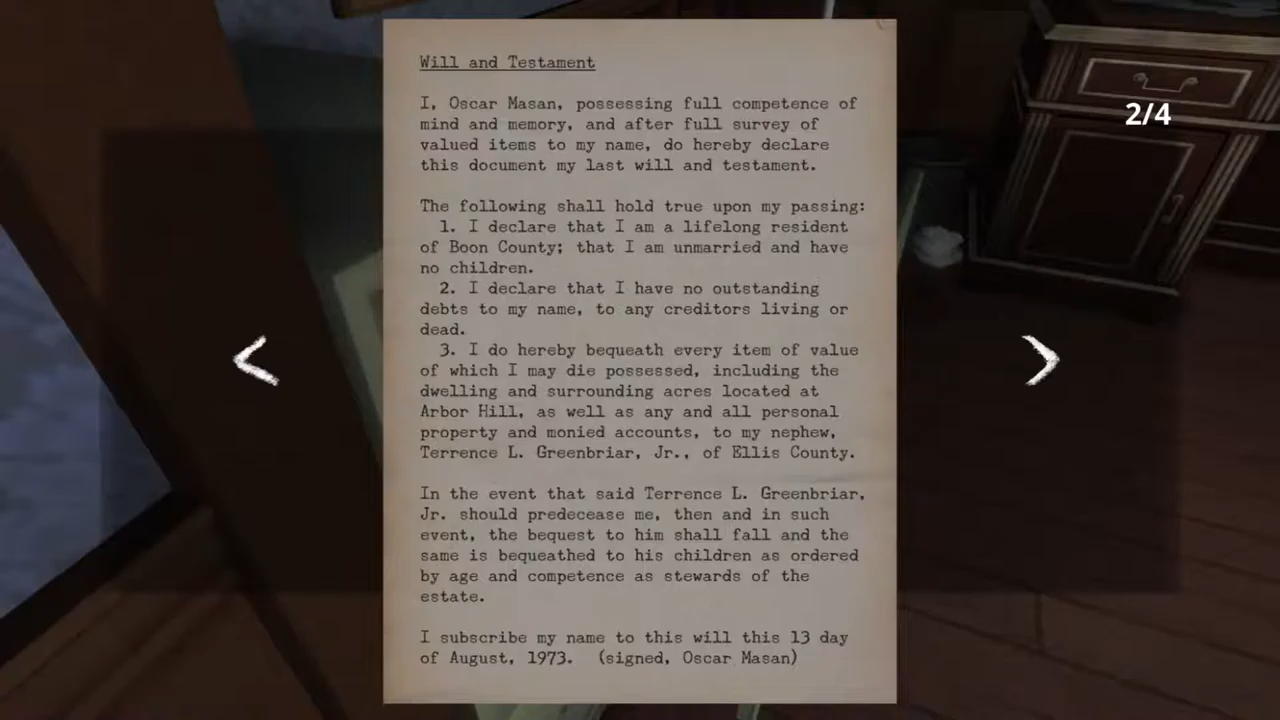 Will and Testament
I, Oscar Masan, possessing full competence of
mind and memory, and after full survey of
valued items to my name, do hereby declare
this document my last will and testament.
The following shall hold true upon my passing:
1. I declare that I am a lifelong resident
of Boon County; that I am unmarried and have
no children.
2. I declare that I have no outstanding
debts to my name, to any creditors living or
dead.
3. I do hereby bequeath every item of value
of which I may die possessed, including the
dwelling and surrounding acres located at
Arbor Hill, as well as any and all personal
property and monied accounts, to my nephew,
Terrence L. Greenbriar, Jr., of Ellis County.
In the event that said Terrence L. Greenbriar,
Jr. should predecease me, then and in such
event, the bequest to him shall fall and the
same is bequeathed to his children as ordered
by age and competence as stewards of the
estate.
I subscribe my name to this will this 13 day
of August, 1973. (signed, Oscar Masan)
2/4